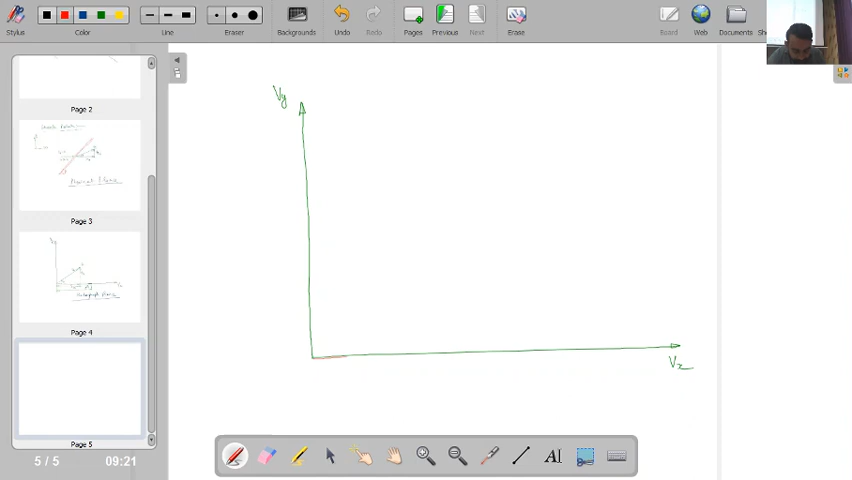 Stylus
Color
Line
Eraser
Backgrounds
Undo
Redo
Pages
Previous
Next
Erase
Board
Web
Documents
Page 2
Page 3
Page 4
Page 5
5 / 5
09:21
Vy
Vx
AI